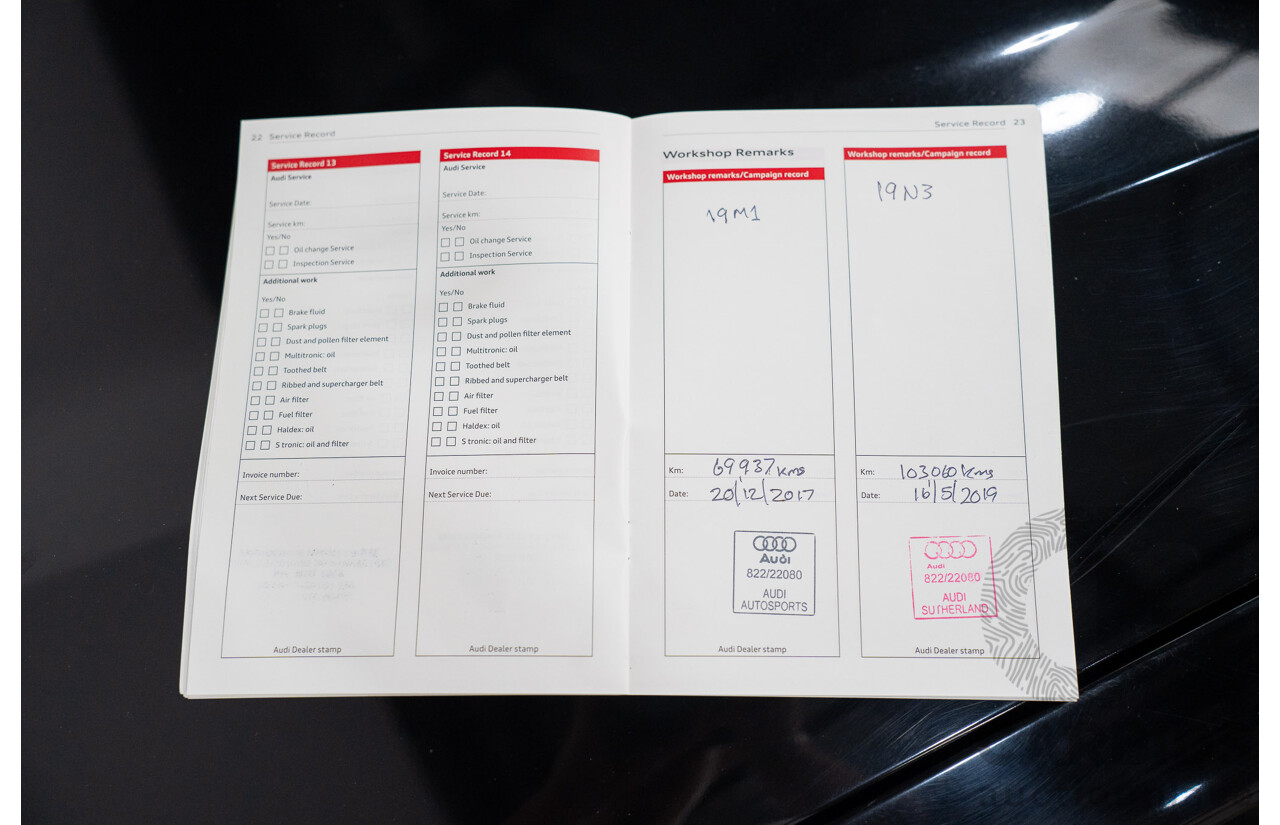 22 Service Record
Service Record 13
Audi Service
Service Date:
Service km:
Yes/No
Oil change Service
Inspection Service
Additional work
Yes/No
Brake fluid
Spark plugs
Dust and pollen filter element
Multitronic: oil
Toothed belt
Ribbed and supercharger belt
Air filter
Fuel filter
Haldex: oil
S tronic: oil and filter
Invoice number:
Next Service Due:
Audi Dealer stamp
Service Record 14
Audi Service
Service Date:
Service km:
Yes/No
Oil change Service
Inspection Service
Additional work
Yes/No
Brake fluid
Spark plugs
Dust and pollen filter element
Multitronic: oil
Toothed belt
Ribbed and supercharger belt
Air filter
Fuel filter
Haldex: oil
S tronic: oil and filter
Invoice number:
Next Service Due:
Audi Dealer stamp
Service Record 23
Workshop Remarks
Workshop remarks/Campaign record
19M1
Km: 69937 kms
Date: 20/12/2017
Audi
822/22080
AUDI
AUTOSPORTS
Audi Dealer stamp
Workshop remarks/Campaign record
19N3
Km: 103060 kms
Date: 16/5/2019
Audi
822/22080
AUDI
SUTHERLAND
Audi Dealer stamp